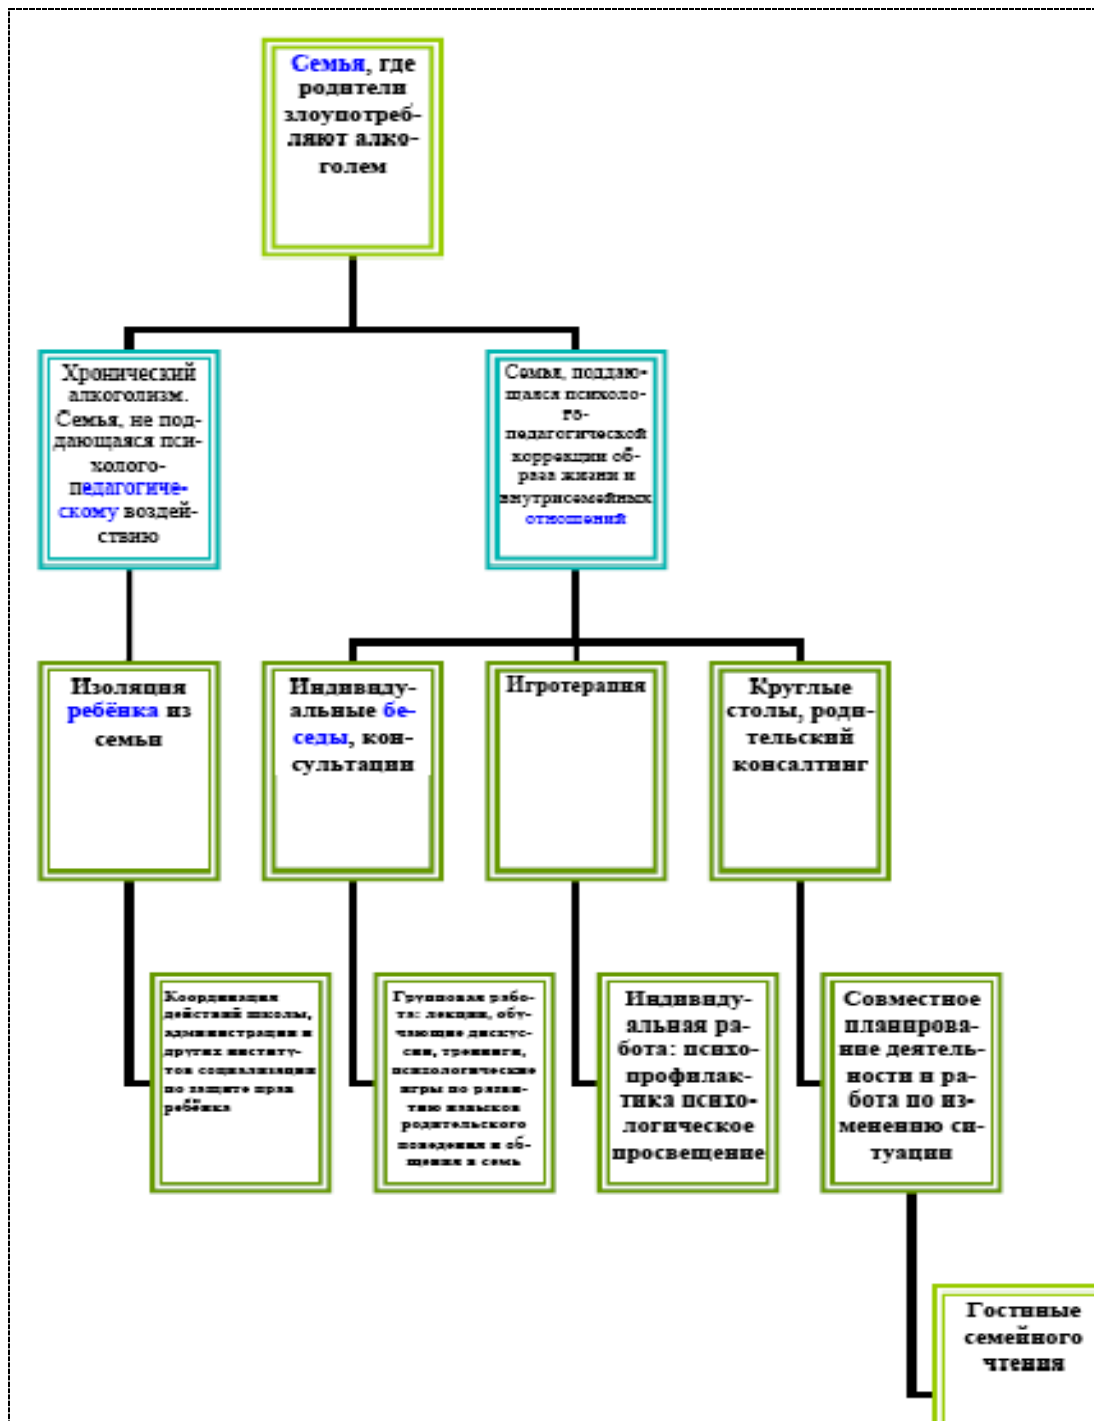 Семья, где
родители
злоупотреб-
ляют алко-
голем
Хронический
алкоголизм.
Семья, не под-
дающаяся пси-
холого-
педагогиче-
скому воздей-
ствию
Семья, поддаю-
щаяся психоло-
го-
педагогической
коррекции об-
раза жизни и
внутрисемейных
отношений
Изоляция
ребёнка из
семьи
Индивиду-
альные бе-
седы, кон-
сультации
Игротерапия
Круглые
столы, роди-
тельский
консалтинг
Координация
действий школы,
администрации и
других институ-
тов социализации
по защите прав
ребёнка
Групповая рабо-
та: лекции, обу-
чающие дискус-
сии, тренинги,
психологические
игры по разви-
тию навыков
родительского
поведения и об-
щения в семь
Индивиду-
альная ра-
бота: психо-
профилак-
тика психо-
логическое
просвещение
Совместное
планирова-
ние деятель-
ности и ра-
бота по из-
менению си-
туации
Гостиные
семейного
чтения